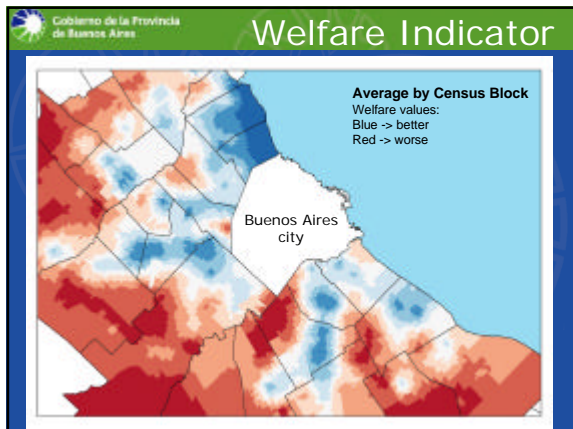 Gobierno de la Provincia
de Buenos Aires
Welfare Indicator
Average by Census Block
Welfare values:
Blue -> better
Red -> worse
Buenos Aires
city